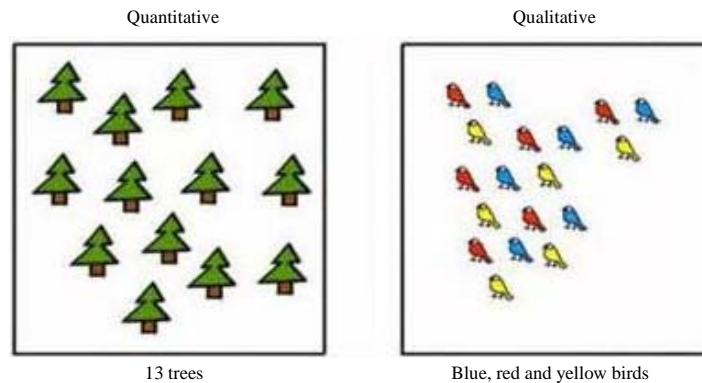 Quantitative
Qualitative
13 trees
Blue, red and yellow birds